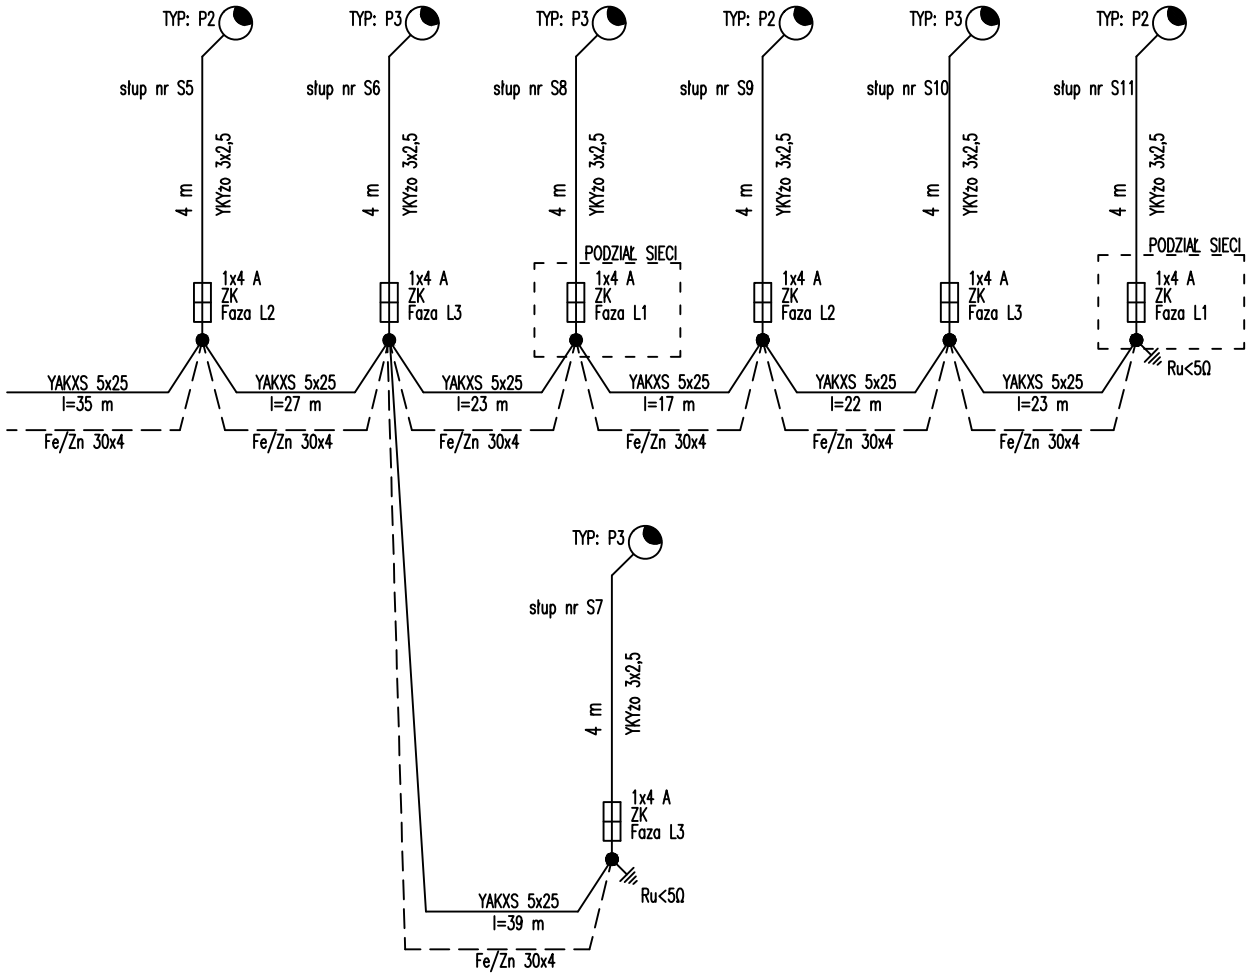 TYP: P2
TYP: P3
TYP: P3
TYP: P2
TYP: P3
TYP: P2
słup nr S5
słup nr S6
słup nr S8
słup nr S9
słup nr S10
słup nr S11
4 m
YKYżo 3x2,5
4 m
YKYżo 3x2,5
4 m
YKYżo 3x2,5
4 m
YKYżo 3x2,5
4 m
YKYżo 3x2,5
4 m
YKYżo 3x2,5
PODZIAŁ SIECI
PODZIAŁ SIECI
1x4 A
ZK
Faza L2
1x4 A
ZK
Faza L3
1x4 A
ZK
Faza L1
1x4 A
ZK
Faza L2
1x4 A
ZK
Faza L3
1x4 A
ZK
Faza L1
Ru<5Ω
YAKXS 5x25
l=35 m
Fe/Zn 30x4
YAKXS 5x25
l=27 m
Fe/Zn 30x4
YAKXS 5x25
l=23 m
Fe/Zn 30x4
YAKXS 5x25
l=17 m
Fe/Zn 30x4
YAKXS 5x25
l=22 m
Fe/Zn 30x4
YAKXS 5x25
l=23 m
Fe/Zn 30x4
TYP: P3
słup nr S7
4 m
YKYżo 3x2,5
1x4 A
ZK
Faza L3
Ru<5Ω
YAKXS 5x25
l=39 m
Fe/Zn 30x4